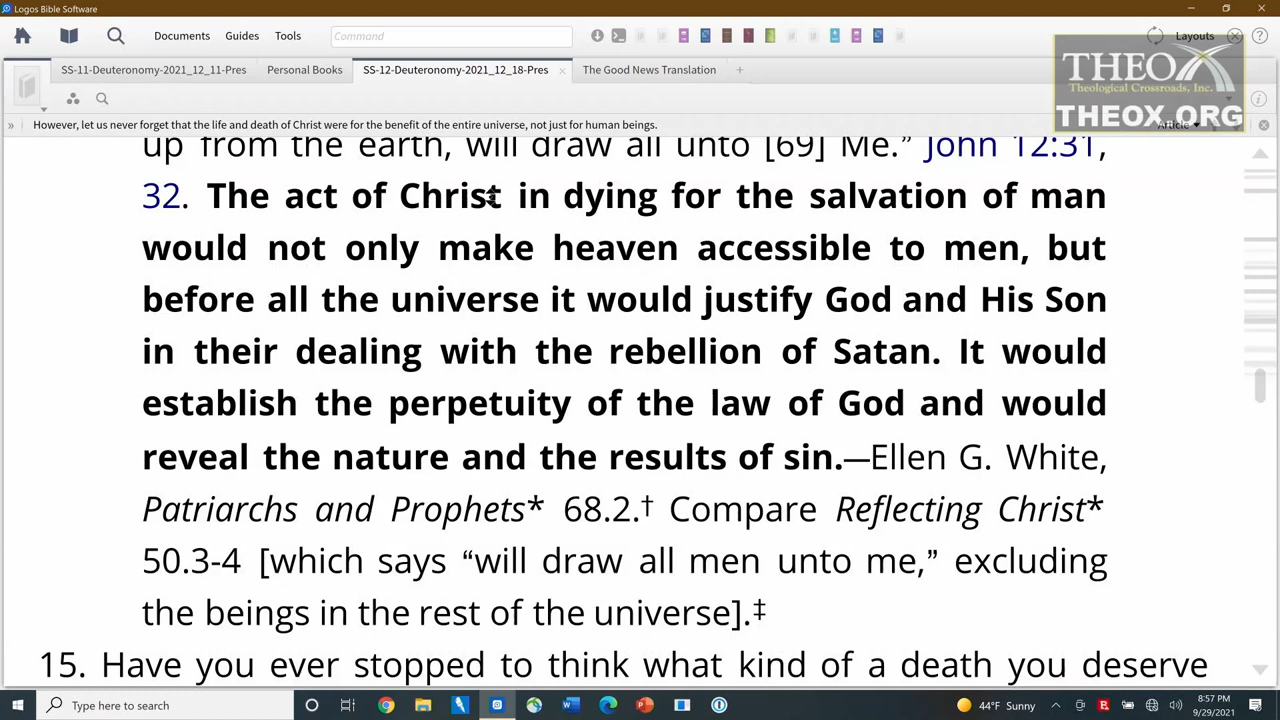 Logos Bible Software
Documents Guides Tools Command Layouts
SS-11-Deuteronomy-2021_12_11-Pres Personal Books SS-12-Deuteronomy-2021_12_18-Pres The Good News Translation
THEOX
Theological Crossroads, Inc.
THEOX.ORG
» However, let us never forget that the life and death of Christ were for the benefit of the entire universe, not just for human beings. Article
up from the earth, will draw all unto [69] Me.” John 12:31,
32. The act of Christ in dying for the salvation of man
would not only make heaven accessible to men, but
before all the universe it would justify God and His Son
in their dealing with the rebellion of Satan. It would
establish the perpetuity of the law of God and would
reveal the nature and the results of sin.—Ellen G. White,
Patriarchs and Prophets* 68.2.† Compare Reflecting Christ*
50.3-4 [which says “will draw all men unto me,” excluding
the beings in the rest of the universe].‡
15. Have you ever stopped to think what kind of a death you deserve
Type here to search
44°F Sunny
8:57 PM
9/29/2021